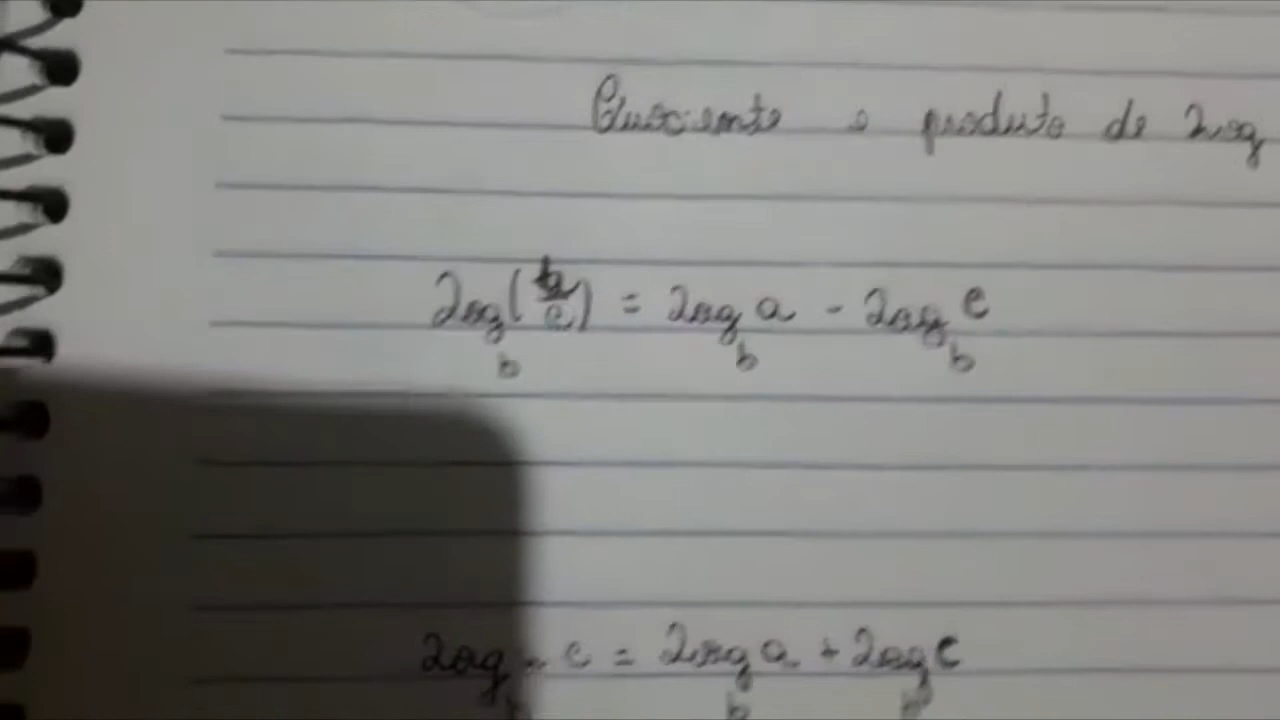 Quociente e produto de log
log_b (a/c) = log_b a - log_b c
log_b · c = log_b a + log_b c